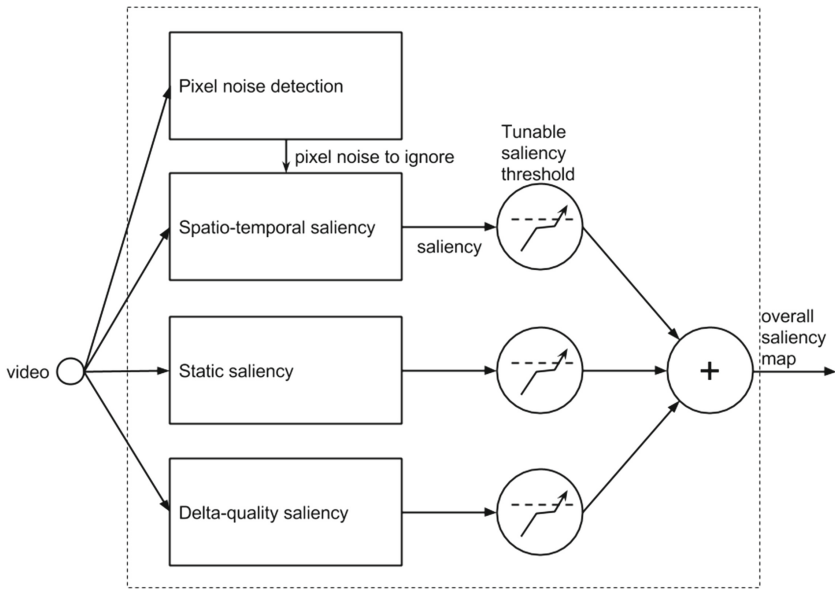 Pixel noise detection
pixel noise to ignore
Tunable
saliency
threshold
Spatio-temporal saliency
saliency
overall
saliency
map
video
Static saliency
+
Delta-quality saliency